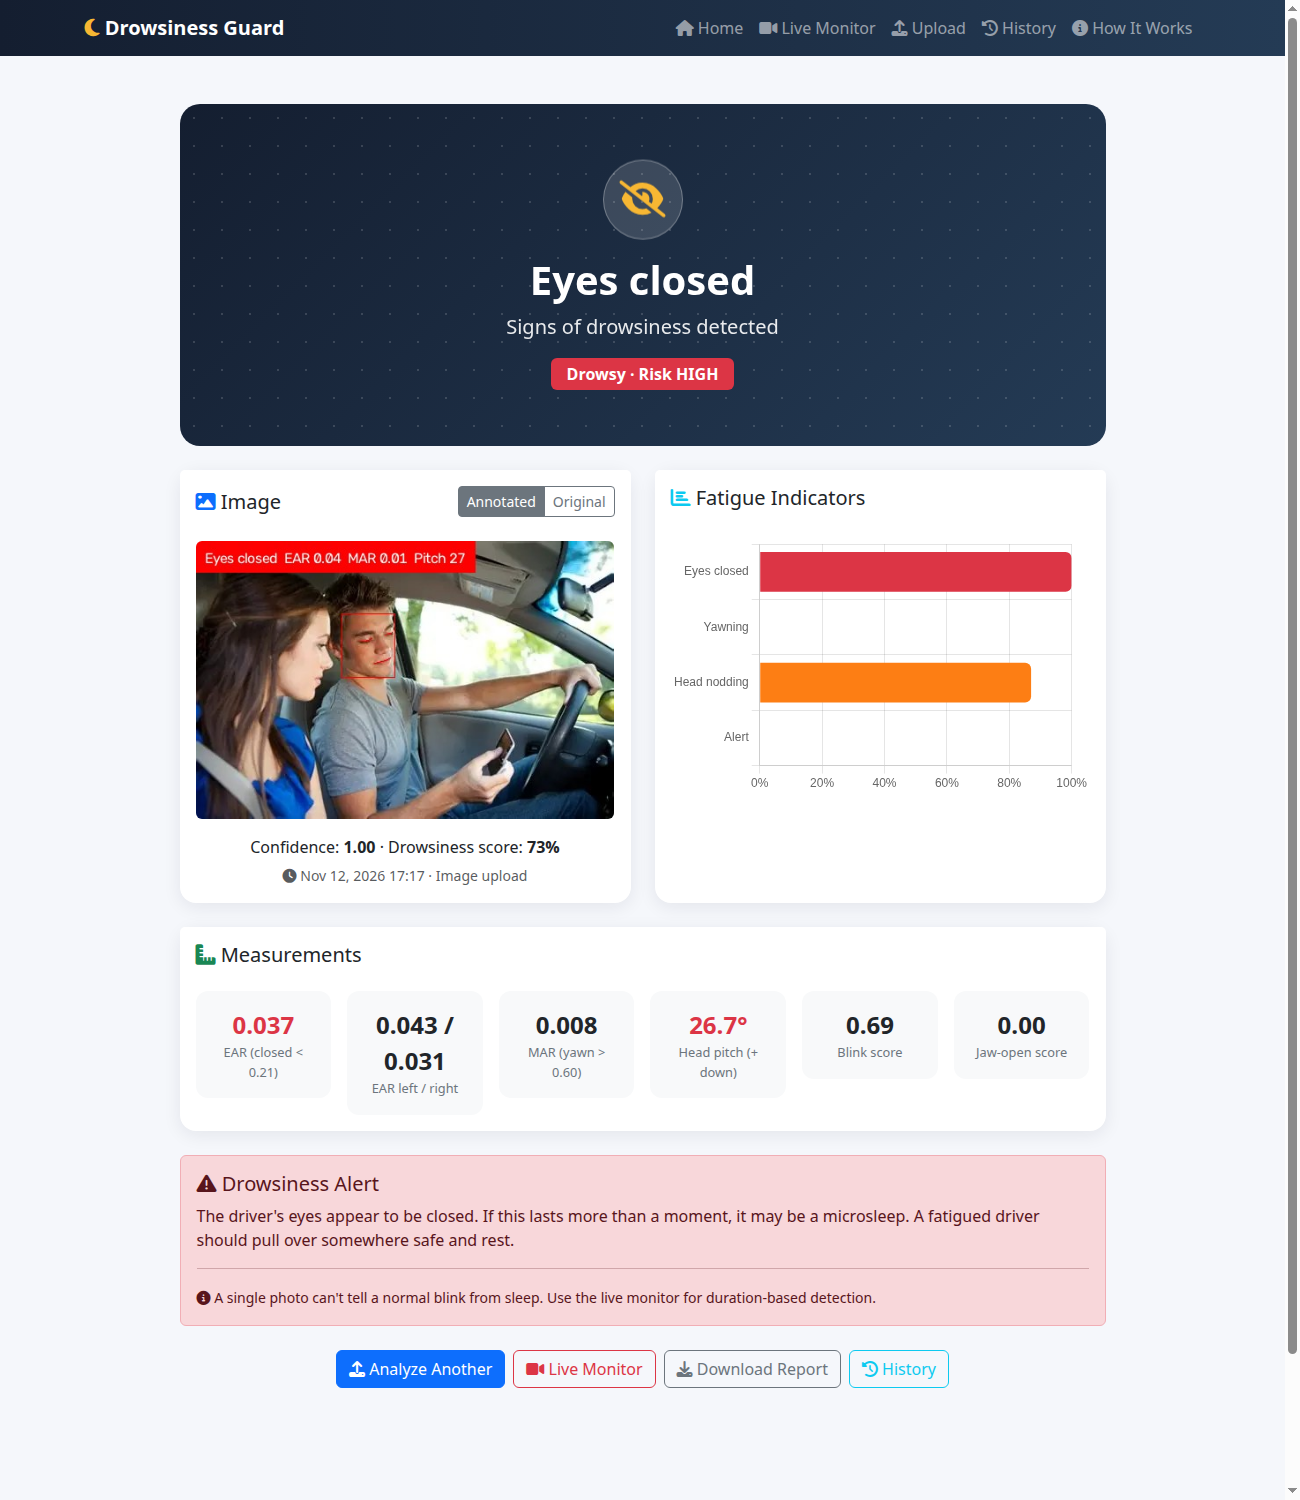 Drowsiness Guard
Home Live Monitor Upload History How It Works
Eyes closed
Signs of drowsiness detected
Drowsy · Risk HIGH
Image
Annotated Original
Eyes closed EAR 0.04 MAR 0.01 Pitch 27
Confidence: 1.00 · Drowsiness score: 73%
Nov 12, 2026 17:17 · Image upload
Fatigue Indicators
Eyes closed
Yawning
Head nodding
Alert
0% 20% 40% 60% 80% 100%
Measurements
0.037
EAR (closed <
0.21)
0.043 /
0.031
EAR left / right
0.008
MAR (yawn >
0.60)
26.7°
Head pitch (+
down)
0.69
Blink score
0.00
Jaw-open score
Drowsiness Alert
The driver's eyes appear to be closed. If this lasts more than a moment, it may be a microsleep. A fatigued driver
should pull over somewhere safe and rest.
A single photo can't tell a normal blink from sleep. Use the live monitor for duration-based detection.
Analyze Another Live Monitor Download Report History